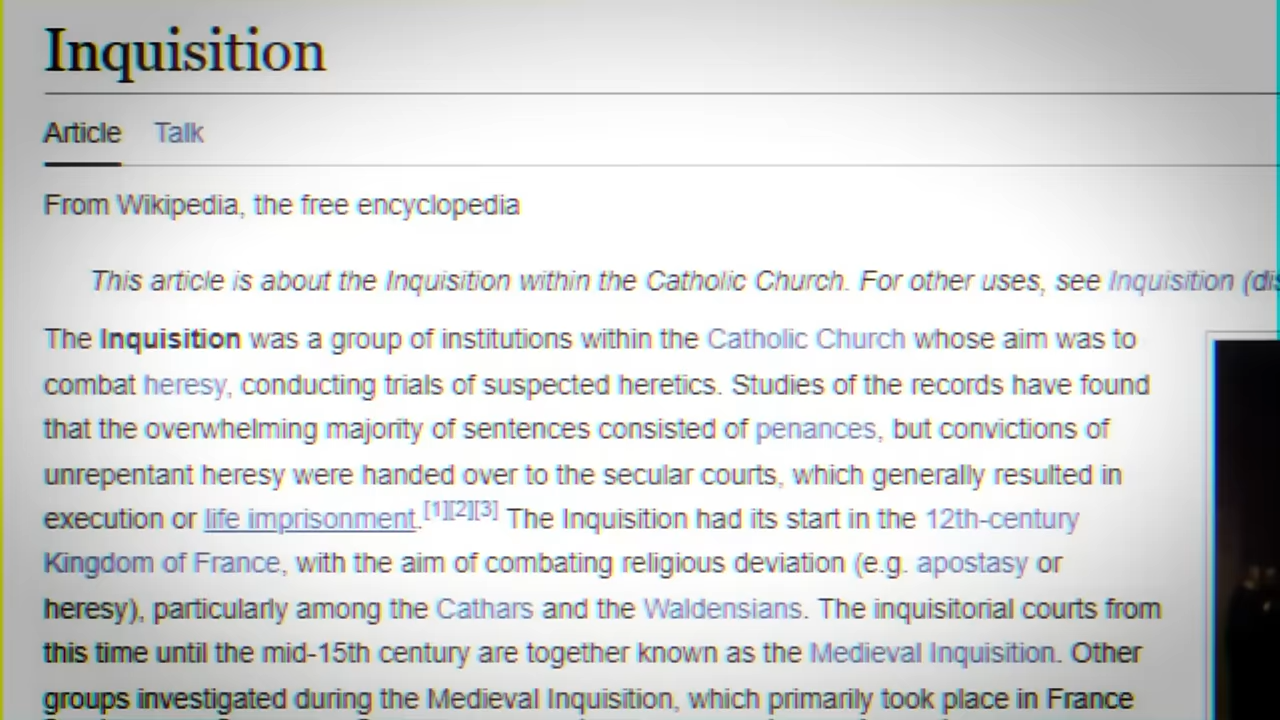 Inquisition
Article Talk
From Wikipedia, the free encyclopedia
This article is about the Inquisition within the Catholic Church. For other uses, see Inquisition (dis
The Inquisition was a group of institutions within the Catholic Church whose aim was to
combat heresy, conducting trials of suspected heretics. Studies of the records have found
that the overwhelming majority of sentences consisted of penances, but convictions of
unrepentant heresy were handed over to the secular courts, which generally resulted in
execution or life imprisonment.[1][2][3] The Inquisition had its start in the 12th-century
Kingdom of France, with the aim of combating religious deviation (e.g. apostasy or
heresy), particularly among the Cathars and the Waldensians. The inquisitorial courts from
this time until the mid-15th century are together known as the Medieval Inquisition. Other
groups investigated during the Medieval Inquisition, which primarily took place in France